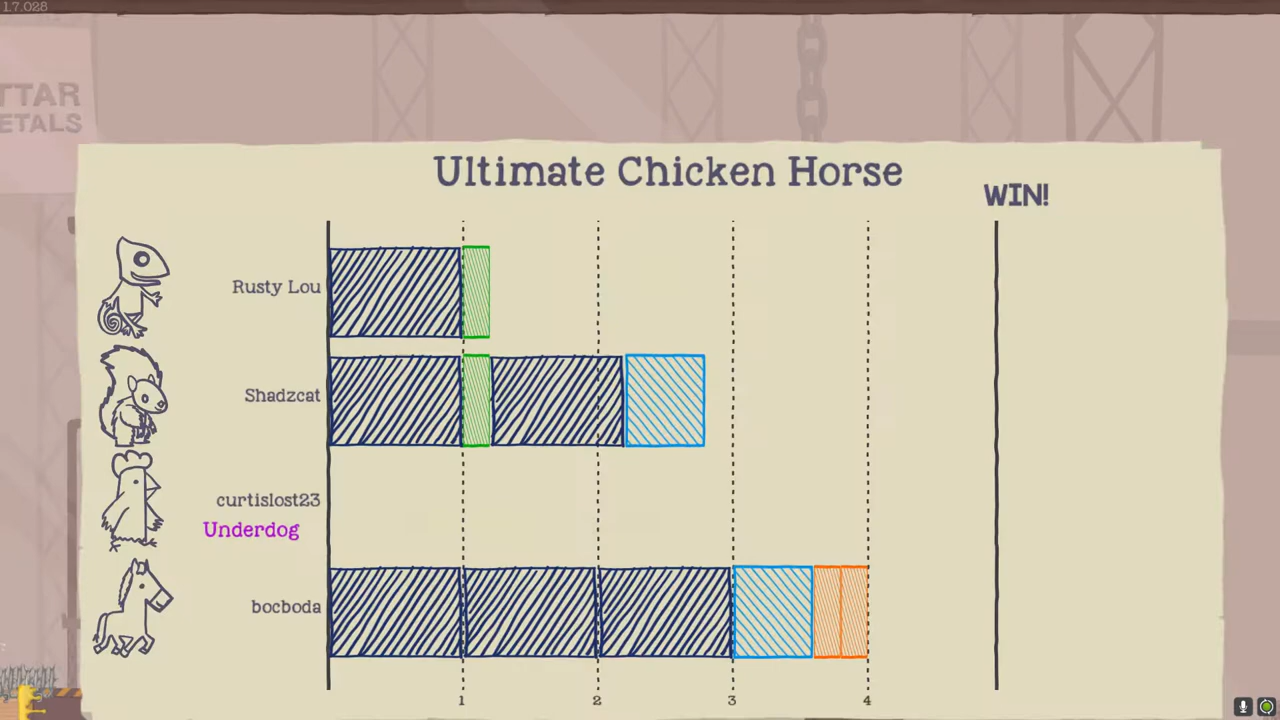 1.7.028
TTAR
ETALS
Ultimate Chicken Horse
WIN!
Rusty Lou
Shadzcat
curtislost23
Underdog
bocboda
1 2 3 4